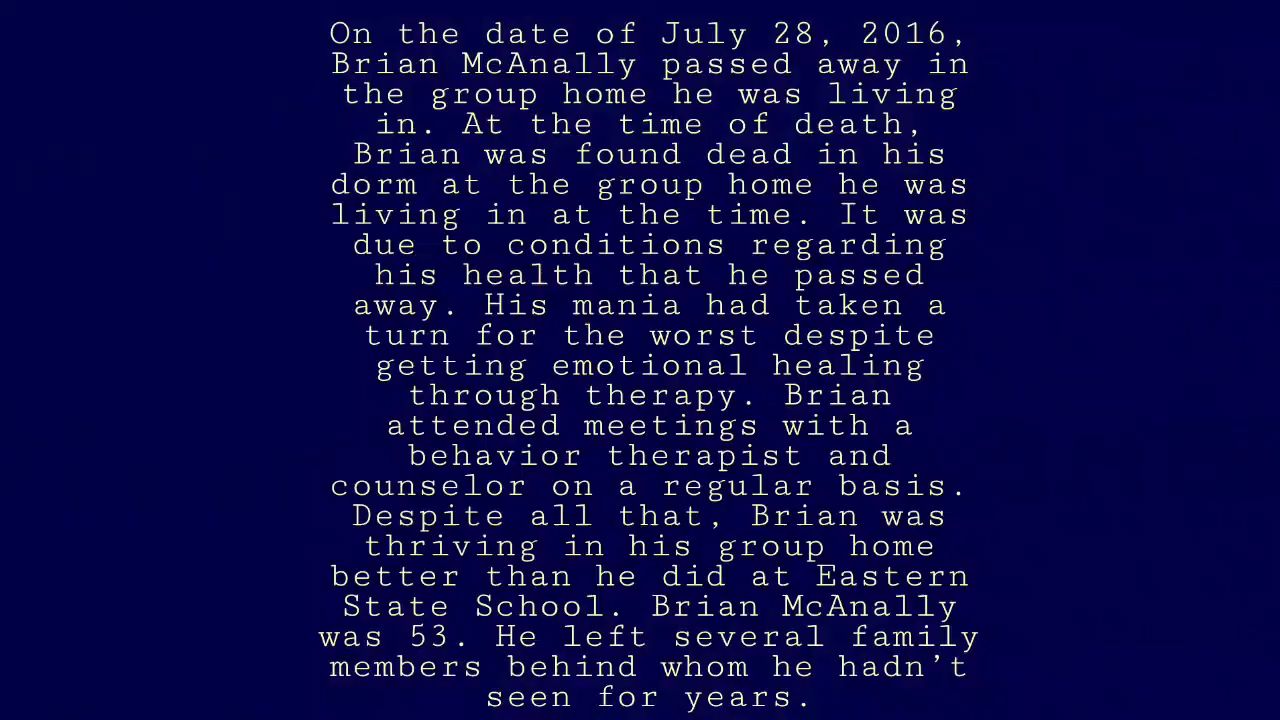 On the date of July 28, 2016,
Brian McAnally passed away in
the group home he was living
in. At the time of death,
Brian was found dead in his
dorm at the group home he was
living in at the time. It was
due to conditions regarding
his health that he passed
away. His mania had taken a
turn for the worst despite
getting emotional healing
through therapy. Brian
attended meetings with a
behavior therapist and
counselor on a regular basis.
Despite all that, Brian was
thriving in his group home
better than he did at Eastern
State School. Brian McAnally
was 53. He left several family
members behind whom he hadn't
seen for years.